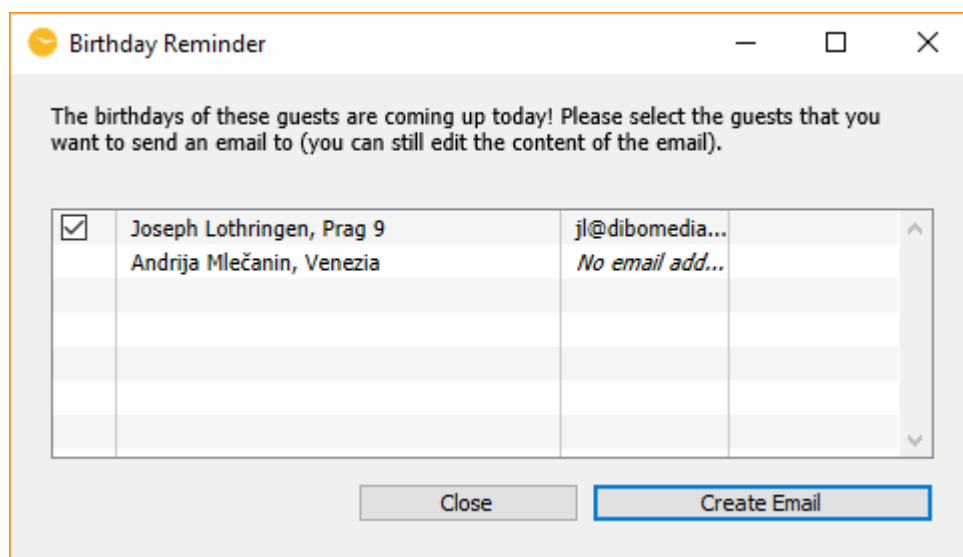 Birthday Reminder
The birthdays of these guests are coming up today! Please select the guests that you
want to send an email to (you can still edit the content of the email).
Joseph Lothringen, Prag 9 jl@dibomedia...
Andrija Mlečanin, Venezia No email add...
Close Create Email